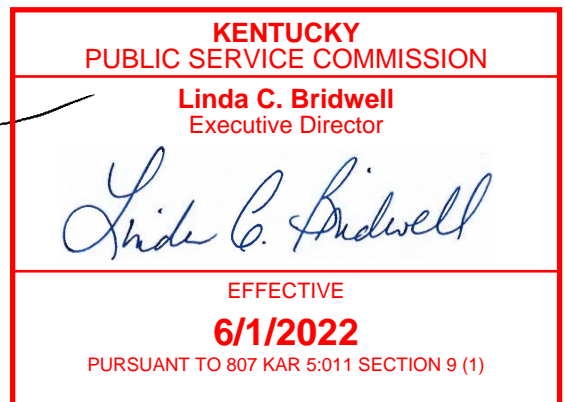 KENTUCKY
PUBLIC SERVICE COMMISSION
Linda C. Bridwell
Executive Director
Linda C. Bridwell
EFFECTIVE
6/1/2022
PURSUANT TO 807 KAR 5:011 SECTION 9 (1)